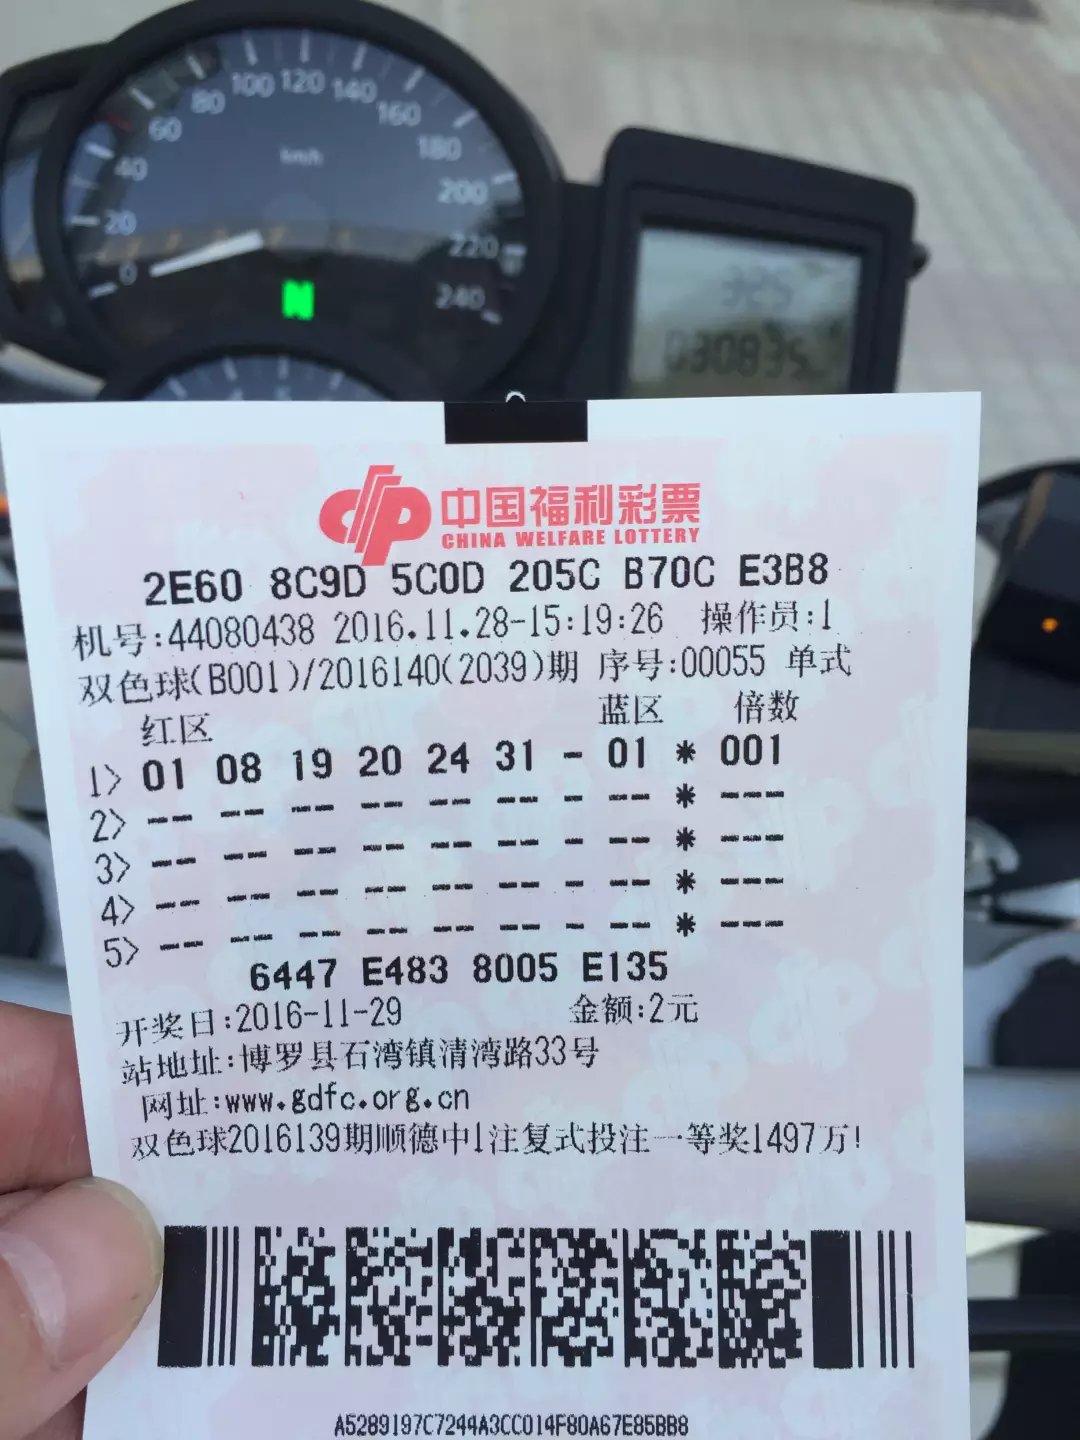 0 20 40 60 80 100 120 140 160 180 200 220 240
km/h
N
中国福利彩票
CHINA WELFARE LOTTERY
2E60 8C9D 5C0D 205C B70C E3B8
机号:44080438 2016.11.28-15:19:26 操作员:1
双色球(B001)/2016140(2039)期 序号:00055 单式
红区 蓝区 倍数
1> 01 08 19 20 24 31 - 01 * 001
2> -- -- -- -- -- -- - -- * ---
3> -- -- -- -- -- -- - -- * ---
4> -- -- -- -- -- -- - -- * ---
5> -- -- -- -- -- -- - -- * ---
6447 E483 8005 E135
开奖日:2016-11-29 金额:2元
站地址:博罗县石湾镇清湾路33号
网址:www.gdfc.org.cn
双色球2016139期顺德中1注复式投注一等奖1497万!
A5289197C7244A3CC014F80A67E85BB8